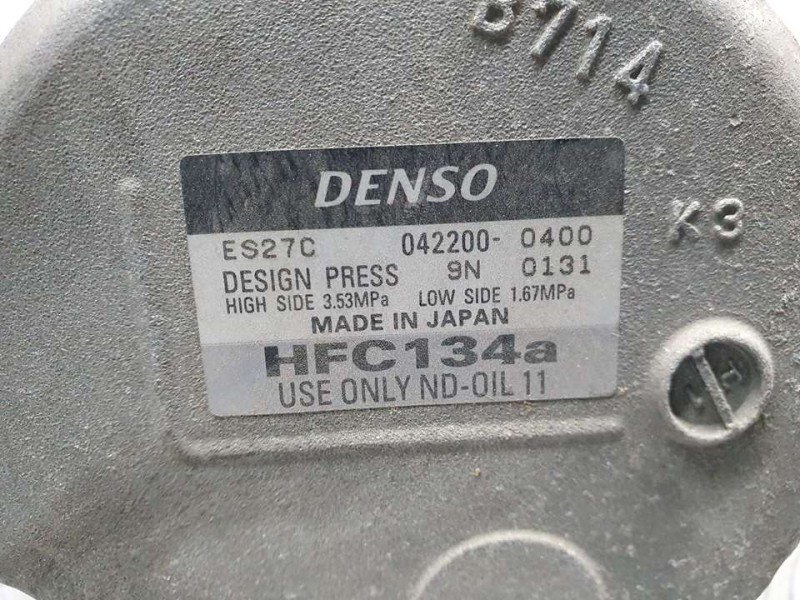 B714
DENSO
ES27C 042200-0400
K3
DESIGN PRESS 9N 0131
HIGH SIDE 3.53MPa LOW SIDE 1.67MPa
MADE IN JAPAN
HFC134a
USE ONLY ND-OIL 11